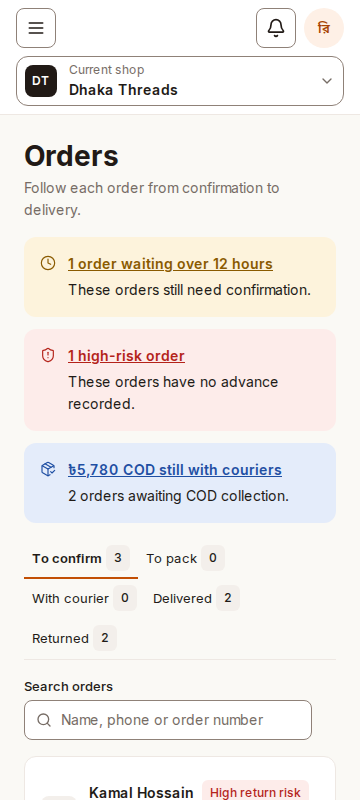 রি
DT
Current shop
Dhaka Threads
Orders
Follow each order from confirmation to
delivery.
1 order waiting over 12 hours
These orders still need confirmation.
1 high-risk order
These orders have no advance
recorded.
৳5,780 COD still with couriers
2 orders awaiting COD collection.
To confirm 3 To pack 0
With courier 0 Delivered 2
Returned 2
Search orders
Name, phone or order number
Kamal Hossain High return risk